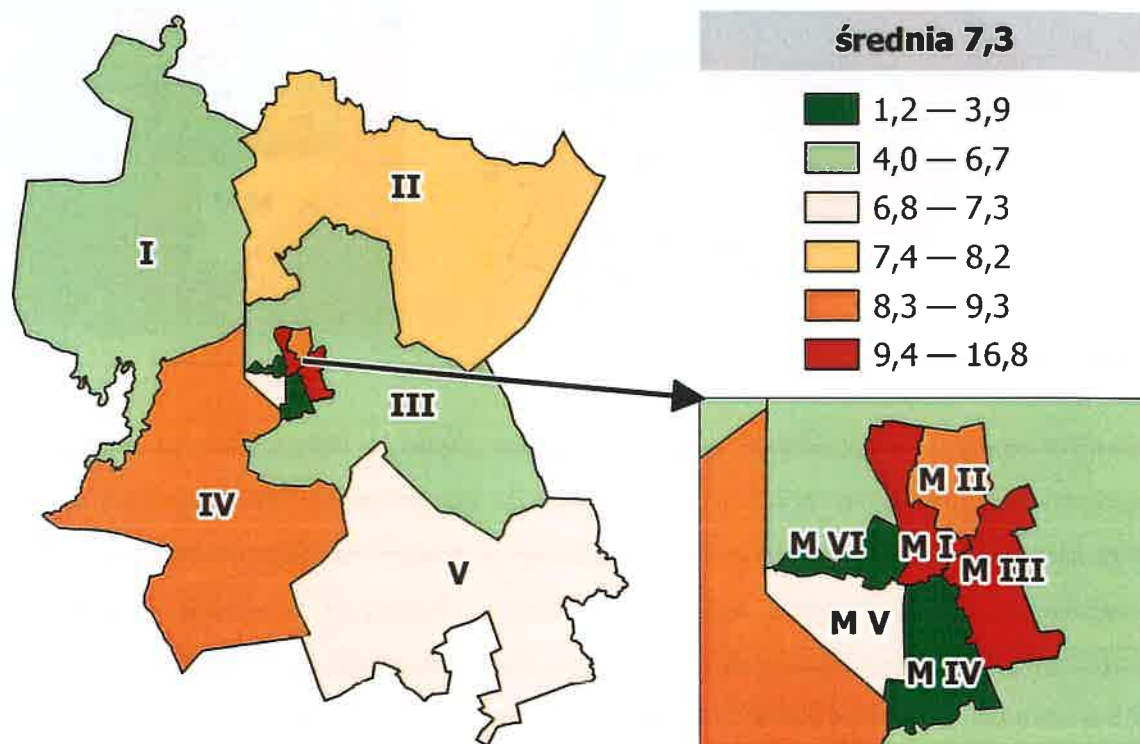 średnia 7,3
1,2 — 3,9
4,0 — 6,7
6,8 — 7,3
7,4 — 8,2
8,3 — 9,3
9,4 — 16,8
I
II
III
IV
V
M II
M VI
M I
M III
M V
M IV